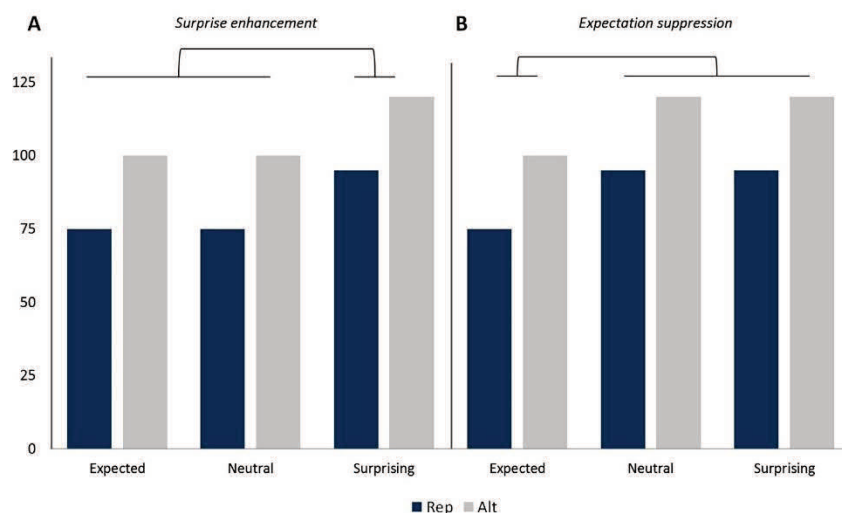 A
Surprise enhancement
B
Expectation suppression
125
100
75
50
25
0
Expected
Neutral
Surprising
Expected
Neutral
Surprising
Rep
Alt